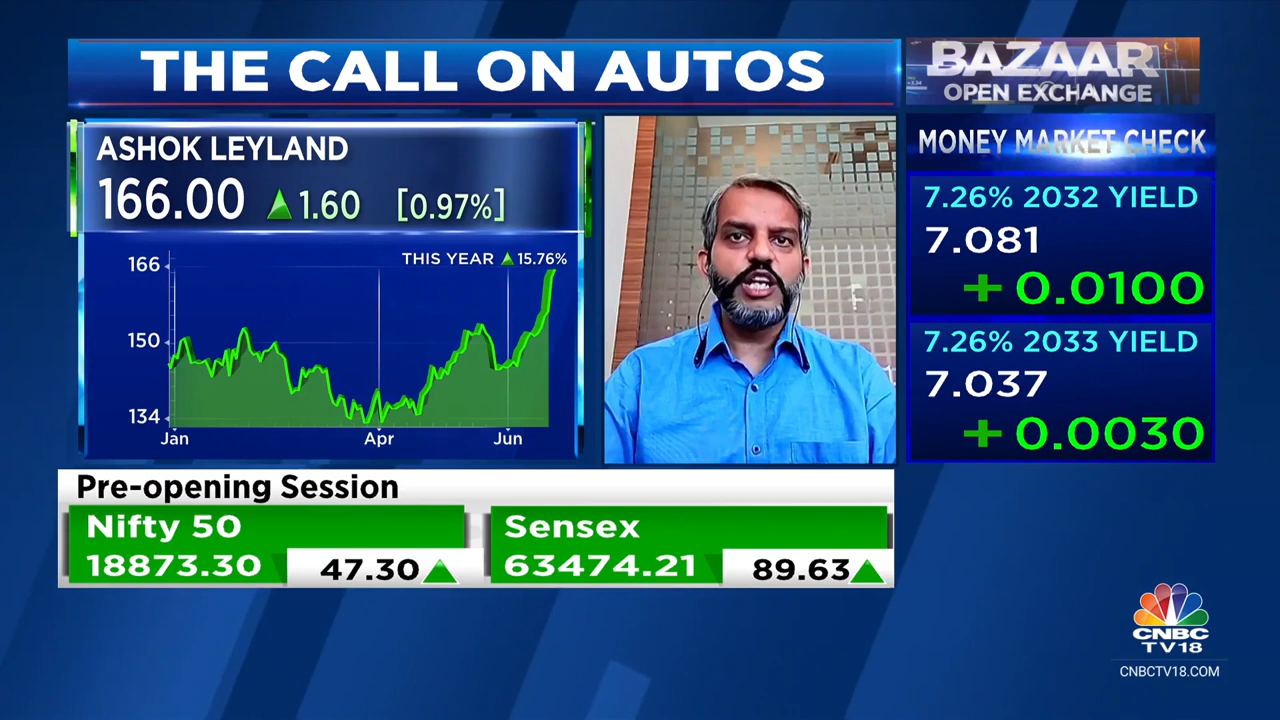 THE CALL ON AUTOS
BAZAAR
OPEN EXCHANGE
ASHOK LEYLAND
166.00 ▲ 1.60 [0.97%]
THIS YEAR ▲ 15.76%
166
150
134
Jan Apr Jun
MONEY MARKET CHECK
7.26% 2032 YIELD
7.081
+ 0.0100
7.26% 2033 YIELD
7.037
+ 0.0030
Pre-opening Session
Nifty 50
18873.30 47.30 ▲
Sensex
63474.21 89.63 ▲
CNBC
TV18
CNBCTV18.COM